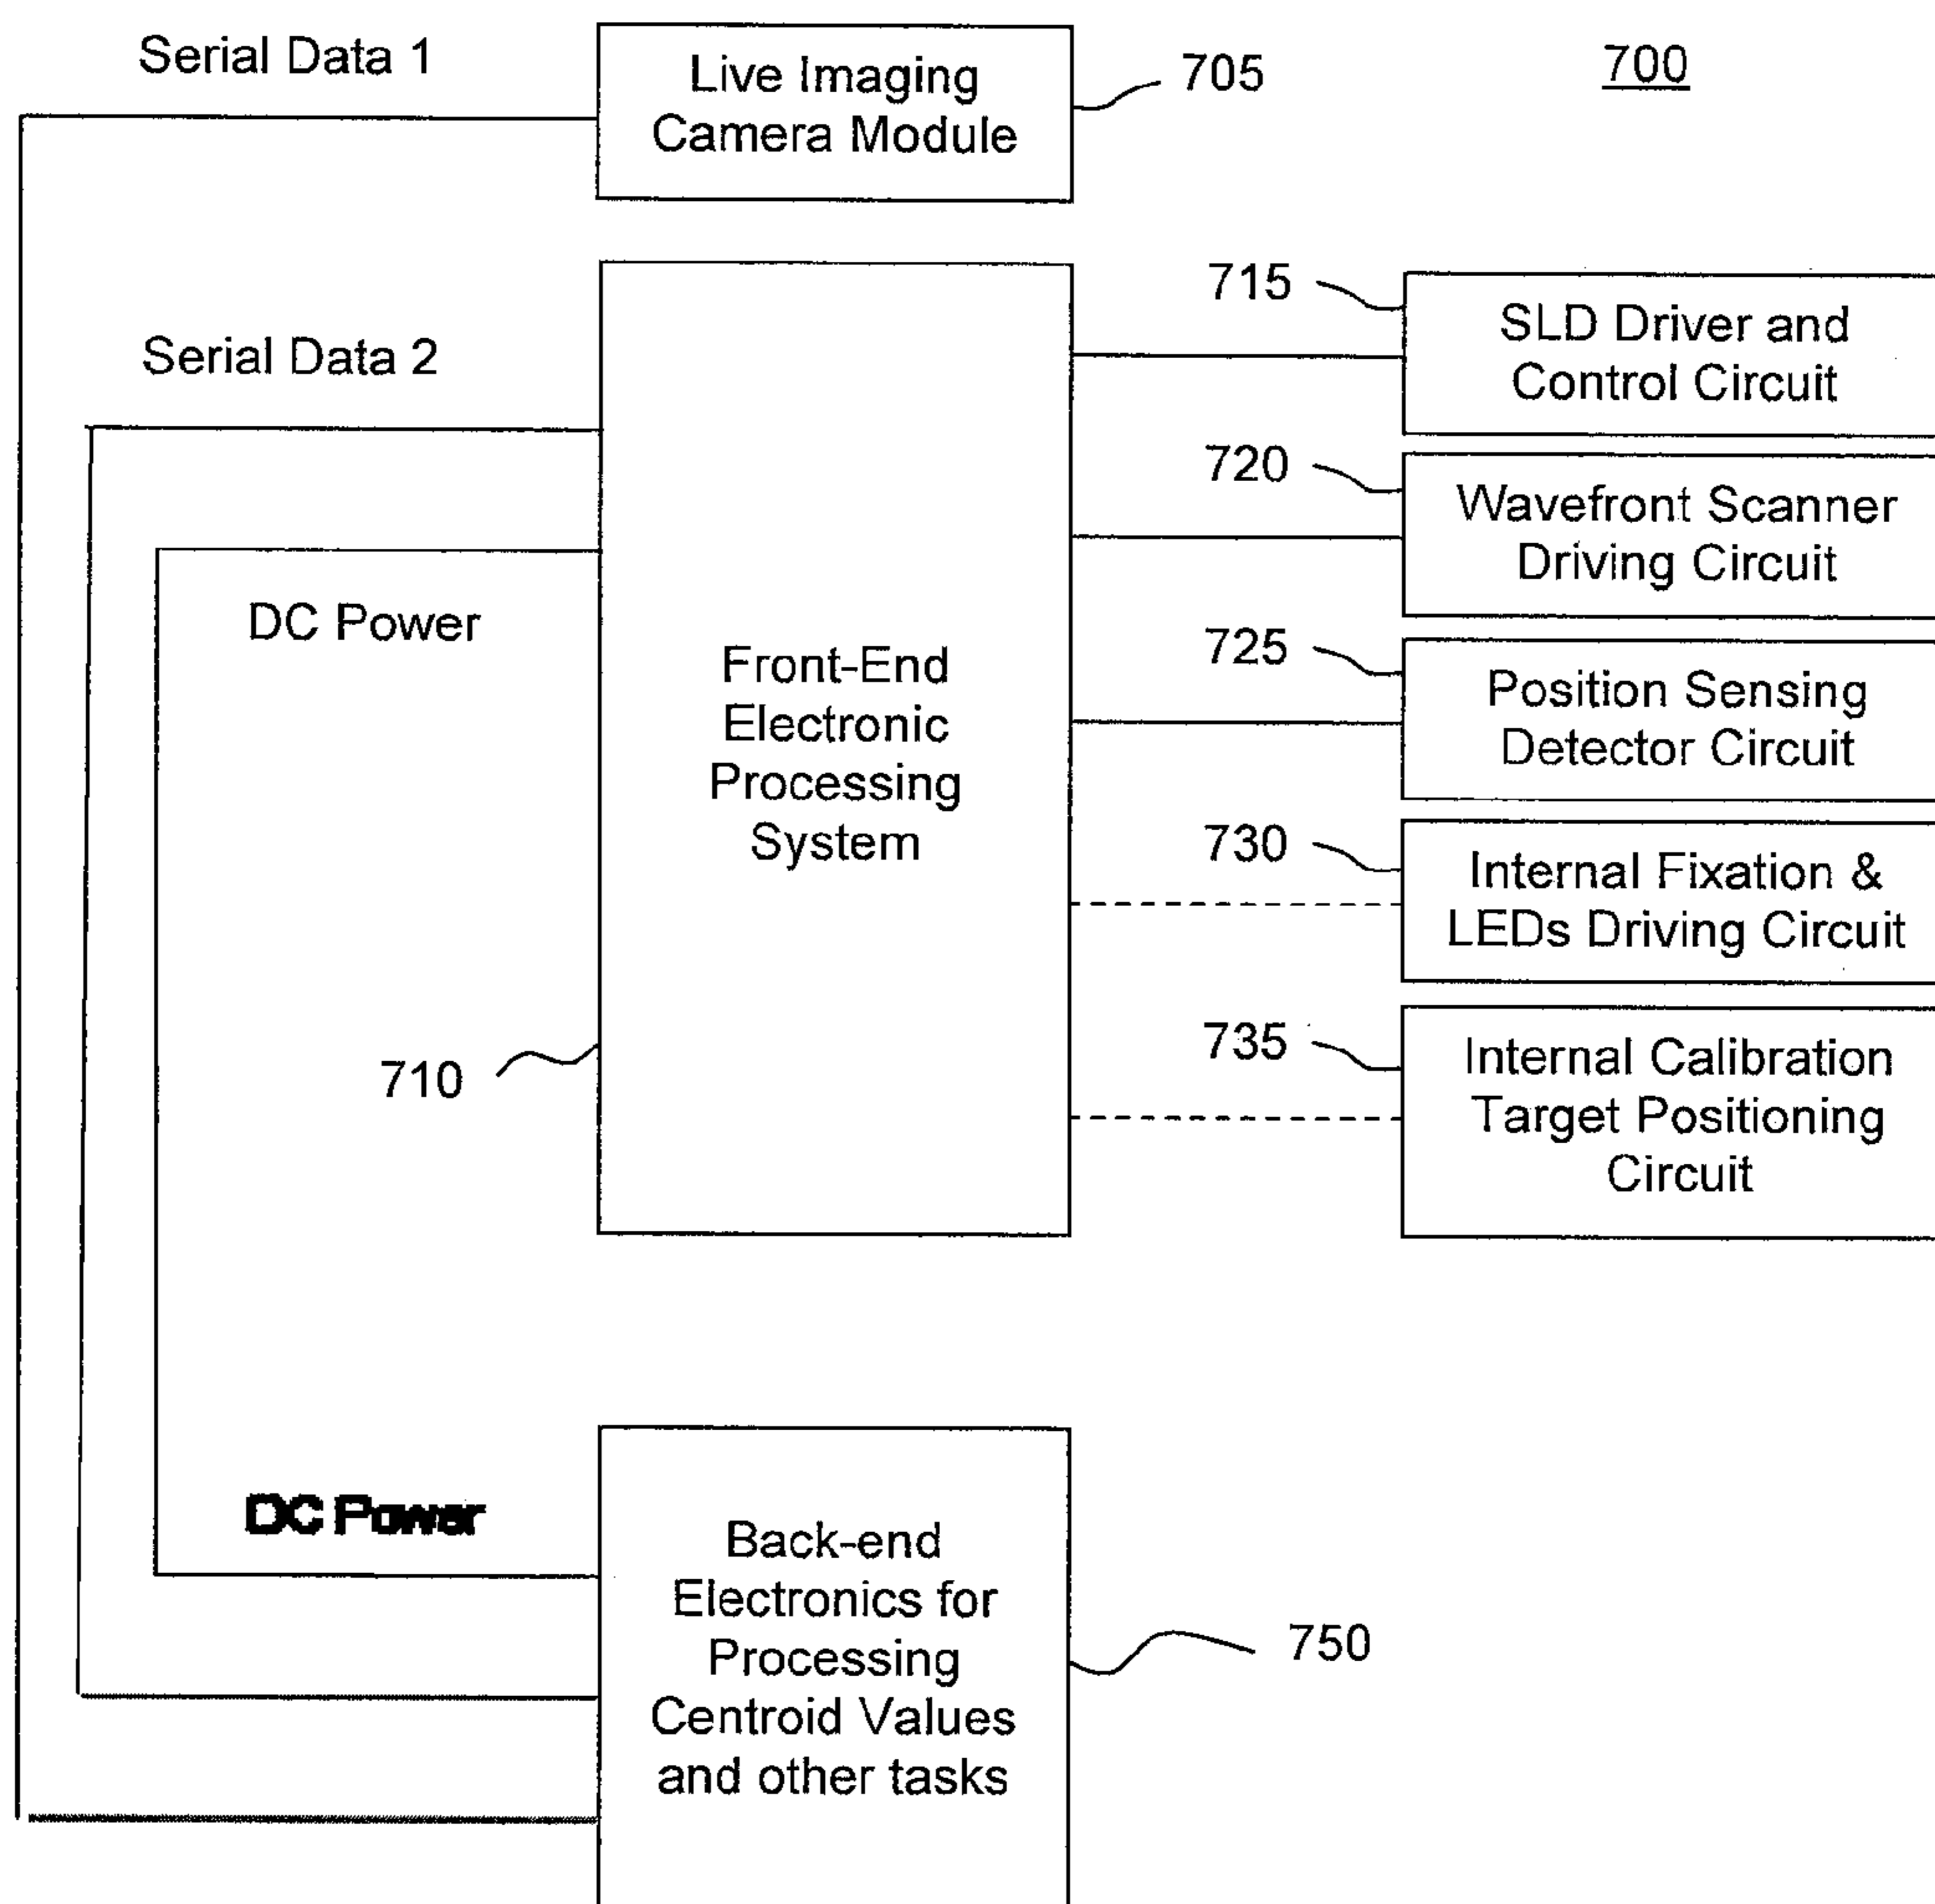 Serial Data 1
Live Imaging
Camera Module
705
700
Serial Data 2
DC Power
Front-End
Electronic
Processing
System
710
715
SLD Driver and
Control Circuit
720
Wavefront Scanner
Driving Circuit
725
Position Sensing
Detector Circuit
730
Internal Fixation &
LEDs Driving Circuit
735
Internal Calibration
Target Positioning
Circuit
DC Power
Back-end
Electronics for
Processing
Centroid Values
and other tasks
750